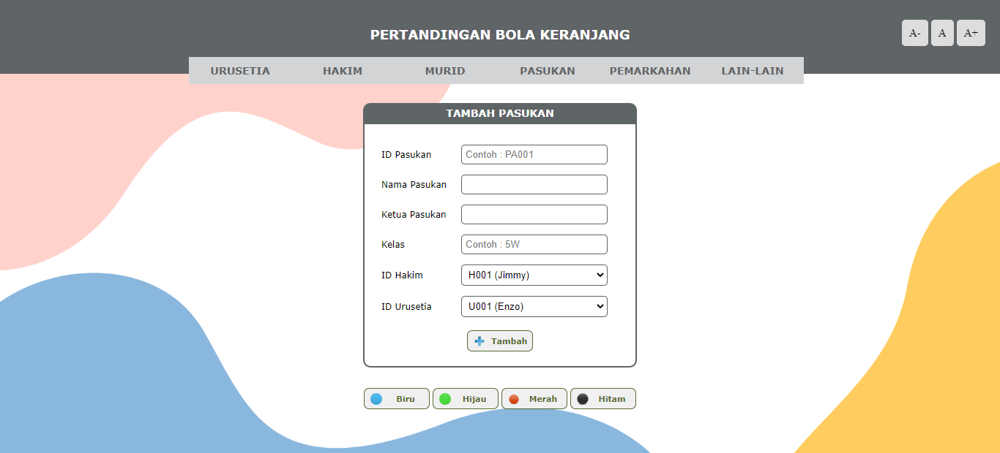 PERTANDINGAN BOLA KERANJANG
A- A A+
URUSETIA HAKIM MURID PASUKAN PEMARKAHAN LAIN-LAIN
TAMBAH PASUKAN
ID Pasukan Contoh : PA001
Nama Pasukan
Ketua Pasukan
Kelas Contoh : 5W
ID Hakim H001 (Jimmy)
ID Urusetia U001 (Enzo)
Tambah
Biru Hijau Merah Hitam